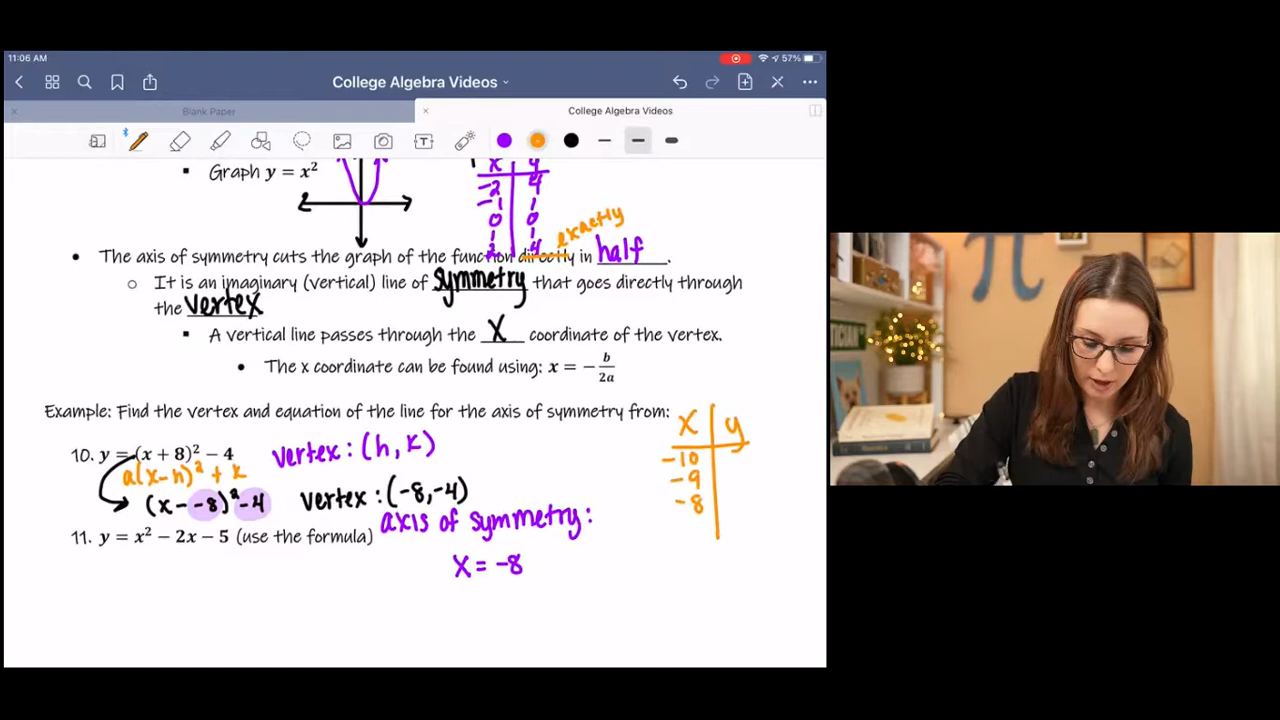 11:06 AM
57%
College Algebra Videos
Blank Paper
College Algebra Videos
Graph y = x²
x y
-2 4
-1 1
0 0
1 1
2 4
exactly
The axis of symmetry cuts the graph of the function directly in half.
It is an imaginary (vertical) line of symmetry that goes directly through
the vertex
A vertical line passes through the x coordinate of the vertex.
The x coordinate can be found using: x = - b/2a
Example: Find the vertex and equation of the line for the axis of symmetry from:
10. y = (x + 8)² - 4
vertex: (h, k)
a(x-h)² + k
(x - -8)² -4
vertex: (-8, -4)
axis of symmetry:
x = -8
11. y = x² - 2x - 5 (use the formula)
x y
-10
-9
-8